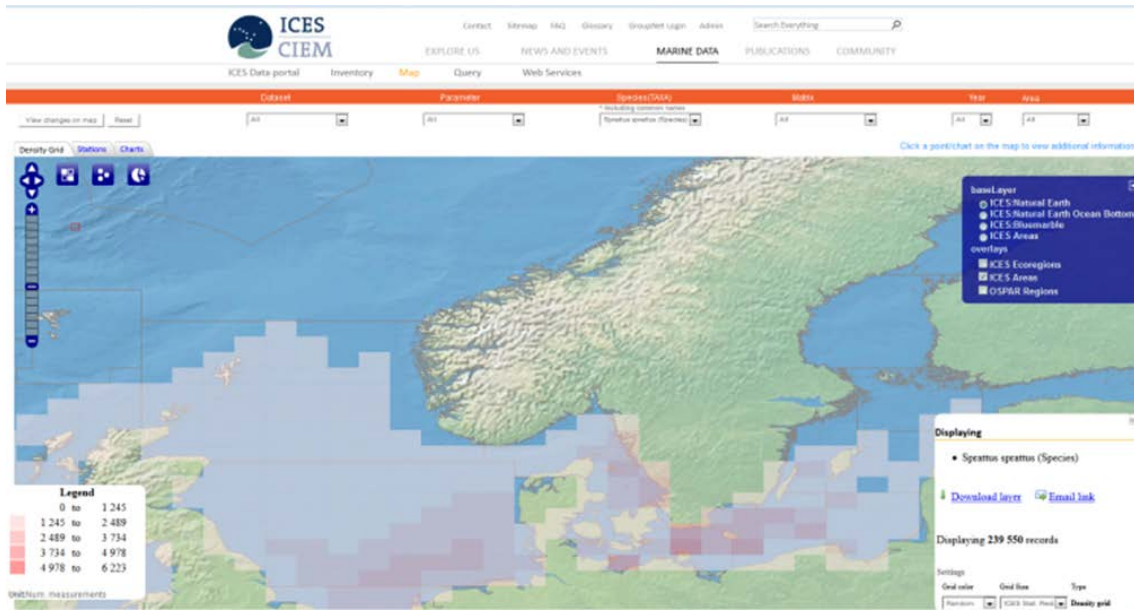 ICES
CIEM
Contact Sitemap FAQ Glossary GroupNet Login Admin Search Everything
EXPLORE US NEWS AND EVENTS MARINE DATA PUBLICATIONS COMMUNITY
ICES Data portal Inventory Map Query Web Services
Dataset Parameter Species(TAXA) Matrix Year Area
* Including common names
View changes on map Reset All All Sprattus sprattus (Species) All All All
Density Grid Stations Charts
Click a point/chart on the map to view additional information
baseLayer
ICES:Natural Earth
ICES:Natural Earth Ocean Bottom
ICES:Bluemarble
ICES Areas
overlays
ICES Ecoregions
ICES Areas
OSPAR Regions
Displaying
• Sprattus sprattus (Species)
Download layer Email link
Displaying 239 550 records
Settings
Grid color Grid Size Type
Random ICES Stat. Rect Density grid
Legend
0 to 1 245
1 245 to 2 489
2 489 to 3 734
3 734 to 4 978
4 978 to 6 223
Unit:Num. measurements